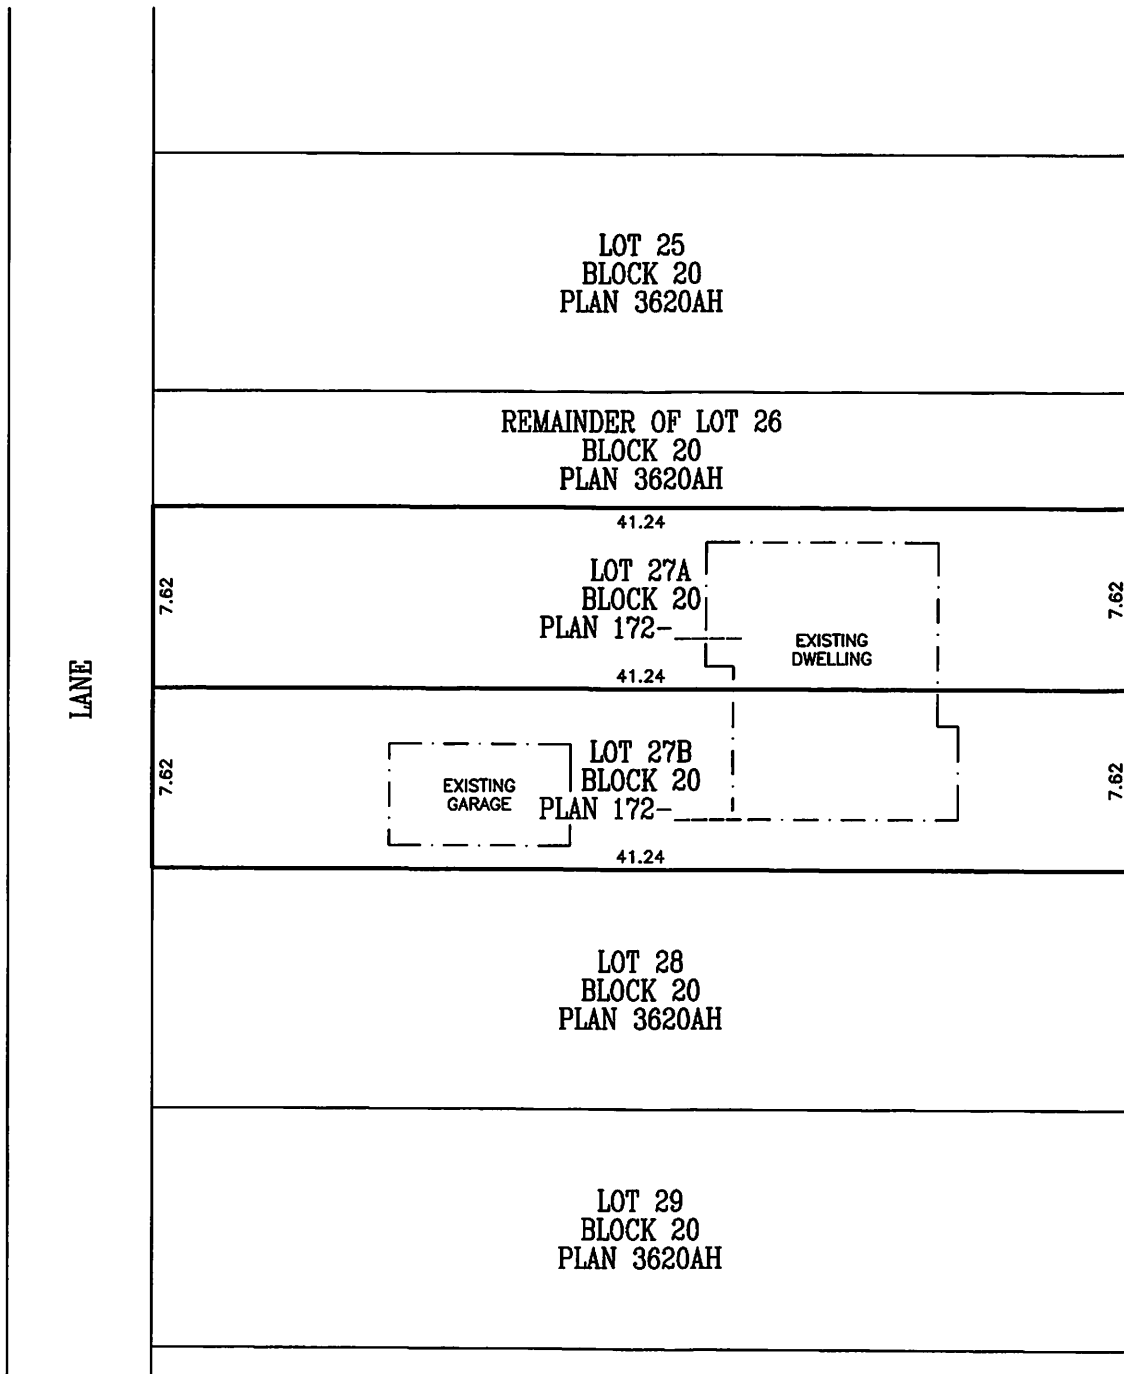 LOT 25
BLOCK 20
PLAN 3620AH
REMAINDER OF LOT 26
BLOCK 20
PLAN 3620AH
41.24
LOT 27A
BLOCK 20
PLAN 172-
7.62
7.62
EXISTING
DWELLING
41.24
LANE
LOT 27B
BLOCK 20
PLAN 172-
7.62
7.62
EXISTING
GARAGE
41.24
LOT 28
BLOCK 20
PLAN 3620AH
LOT 29
BLOCK 20
PLAN 3620AH